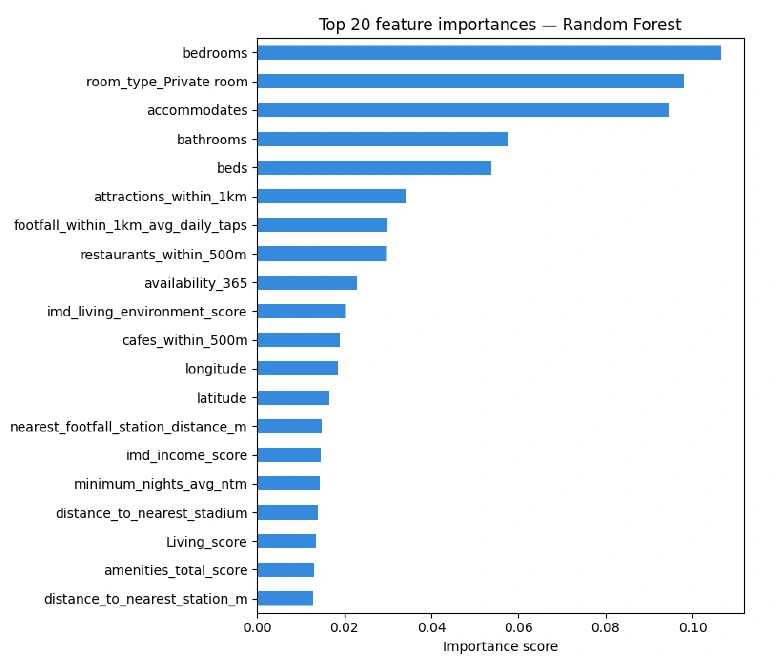 Top 20 feature importances — Random Forest
bedrooms
room_type_Private room
accommodates
bathrooms
beds
attractions_within_1km
footfall_within_1km_avg_daily_taps
restaurants_within_500m
availability_365
imd_living_environment_score
cafes_within_500m
longitude
latitude
nearest_footfall_station_distance_m
imd_income_score
minimum_nights_avg_ntm
distance_to_nearest_stadium
Living_score
amenities_total_score
distance_to_nearest_station_m
0.00 0.02 0.04 0.06 0.08 0.10
Importance score